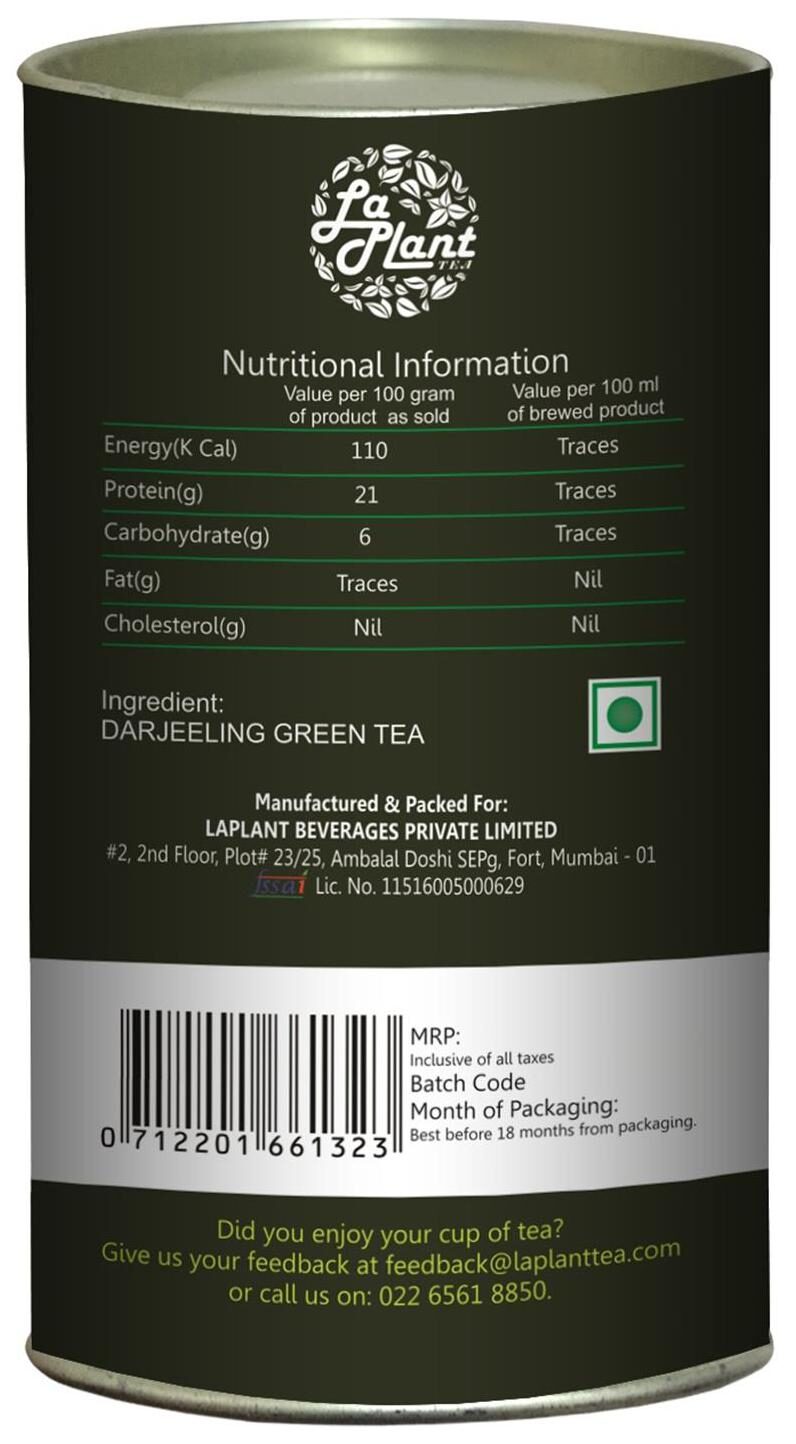 La
Plant
TEA
Nutritional Information
Value per 100 gram of product as sold
Value per 100 ml of brewed product
Energy(K Cal) 110 Traces
Protein(g) 21 Traces
Carbohydrate(g) 6 Traces
Fat(g) Traces Nil
Cholesterol(g) Nil Nil
Ingredient:
DARJEELING GREEN TEA
Manufactured & Packed For:
LAPLANT BEVERAGES PRIVATE LIMITED
#2, 2nd Floor, Plot# 23/25, Ambalal Doshi SEPg, Fort, Mumbai - 01
fssai Lic. No. 11516005000629
MRP:
Inclusive of all taxes
Batch Code
Month of Packaging:
Best before 18 months from packaging.
0 712201 661323
Did you enjoy your cup of tea?
Give us your feedback at feedback@laplanttea.com
or call us on: 022 6561 8850.